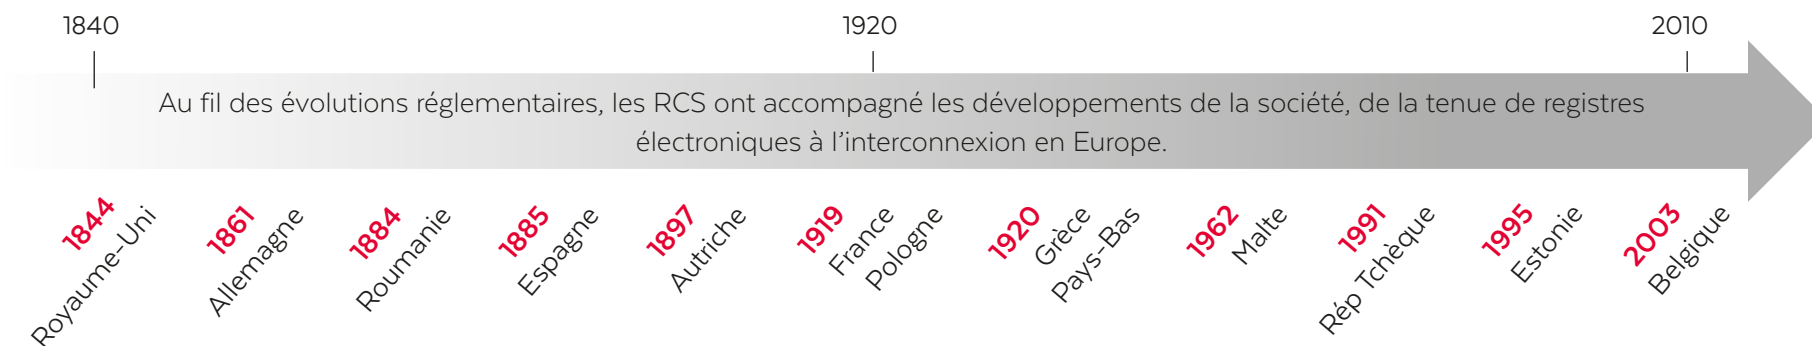 1840
1920
2010
Au fil des évolutions réglementaires, les RCS ont accompagné les développements de la société, de la tenue de registres
électroniques à l’interconnexion en Europe.
1844
Royaume-Uni
1861
Allemagne
1884
Roumanie
1885
Espagne
1897
Autriche
1919
France
Pologne
1920
Grèce
Pays-Bas
1962
Malte
1991
Rép Tchèque
1995
Estonie
2003
Belgique